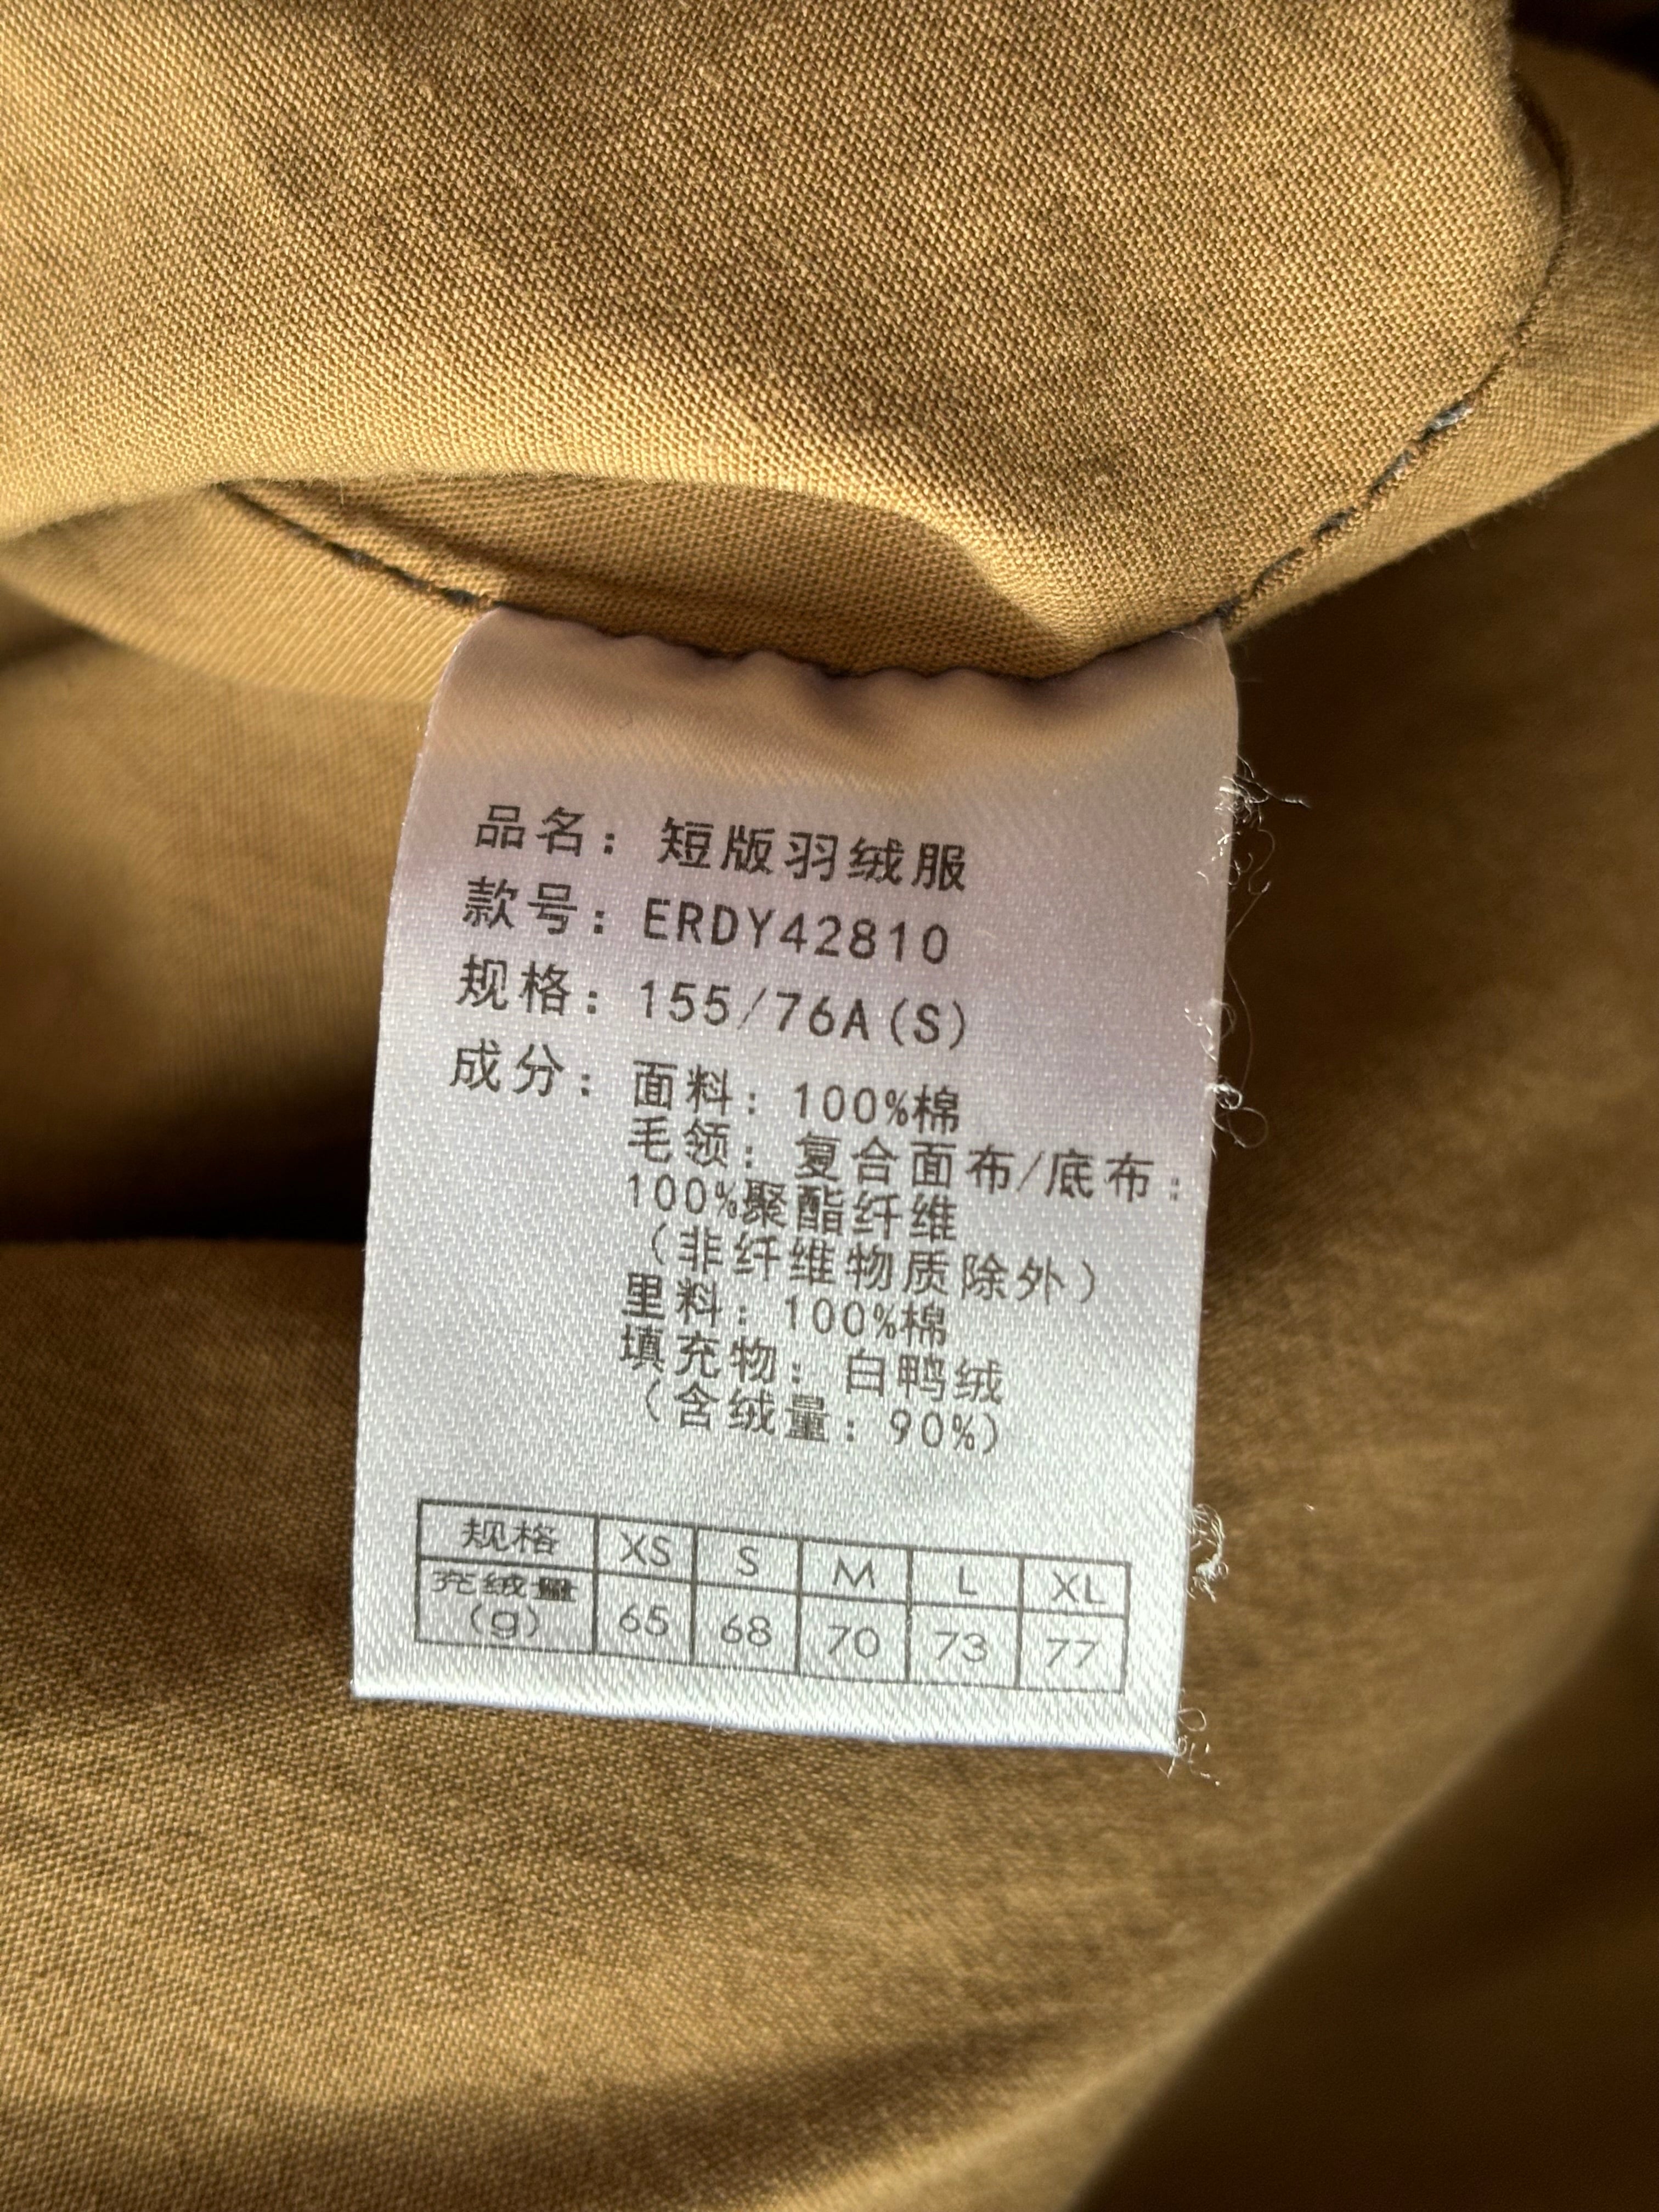 品名：短版羽绒服
款号：ERDY42810
规格：155/76A(S)
成分：面料：100%棉
毛领：复合面布/底布：
100%聚酯纤维
（非纤维物质除外）
里料：100%棉
填充物：白鸭绒
（含绒量：90%）
规格 XS S M L XL
充绒量(g) 65 68 70 73 77